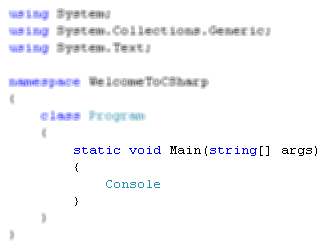 using System;
using System.Collections.Generic;
using System.Text;
namespace WelcomeToCSharp
{
class Program
{
static void Main(string[] args)
{
Console
}
}
}